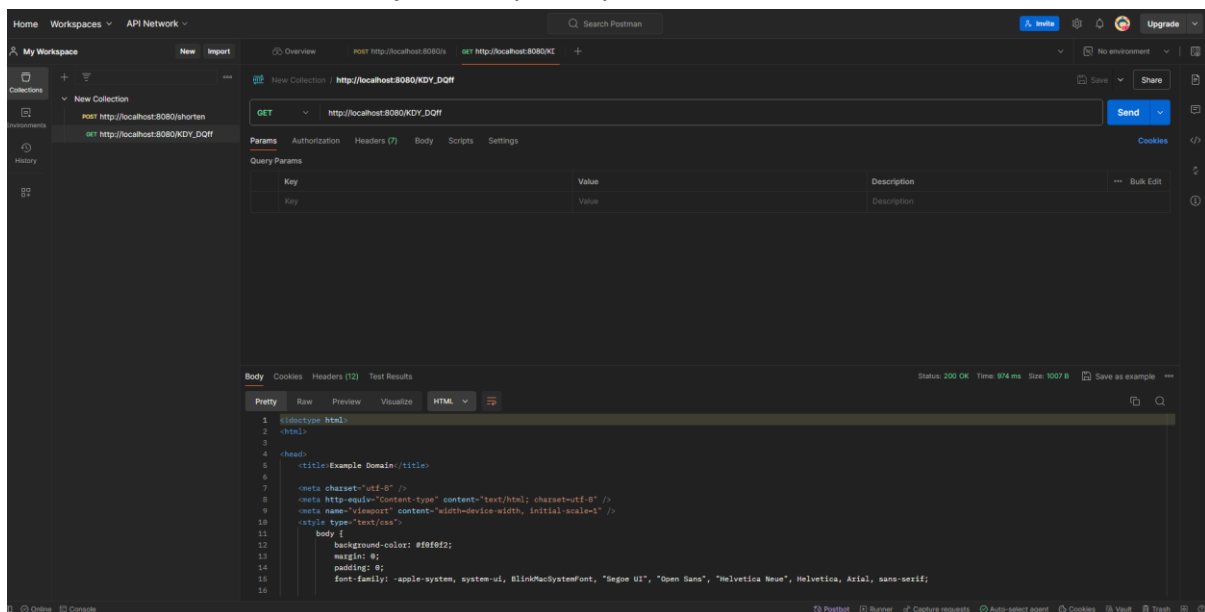 Home Workspaces API Network Search Postman Invite Upgrade
My Workspace New Import Overview POST http://localhost:8080/s GET http://localhost:8080/KD No environment
Collections
New Collection
POST http://localhost:8080/shorten
GET http://localhost:8080/KDY_DQff
Environments
History
New Collection / http://localhost:8080/KDY_DQff Save Share
GET http://localhost:8080/KDY_DQff Send
Params Authorization Headers (7) Body Scripts Settings Cookies
Query Params
Key Value Description Bulk Edit
Key Value Description
Body Cookies Headers (12) Test Results Status: 200 OK Time: 974 ms Size: 1007 B Save as example
Pretty Raw Preview Visualize HTML
1 <!doctype html>
2 <html>
3
4 <head>
5 <title>Example Domain</title>
6
7 <meta charset="utf-8" />
8 <meta http-equiv="Content-type" content="text/html; charset=utf-8" />
9 <meta name="viewport" content="width=device-width, initial-scale=1" />
10 <style type="text/css">
11 body {
12 background-color: #f0f0f2;
13 margin: 0;
14 padding: 0;
15 font-family: -apple-system, system-ui, BlinkMacSystemFont, "Segoe UI", "Open Sans", "Helvetica Neue", Helvetica, Arial, sans-serif;
16
Online Console Postbot Runner Capture requests Auto-select agent Cookies Vault Trash